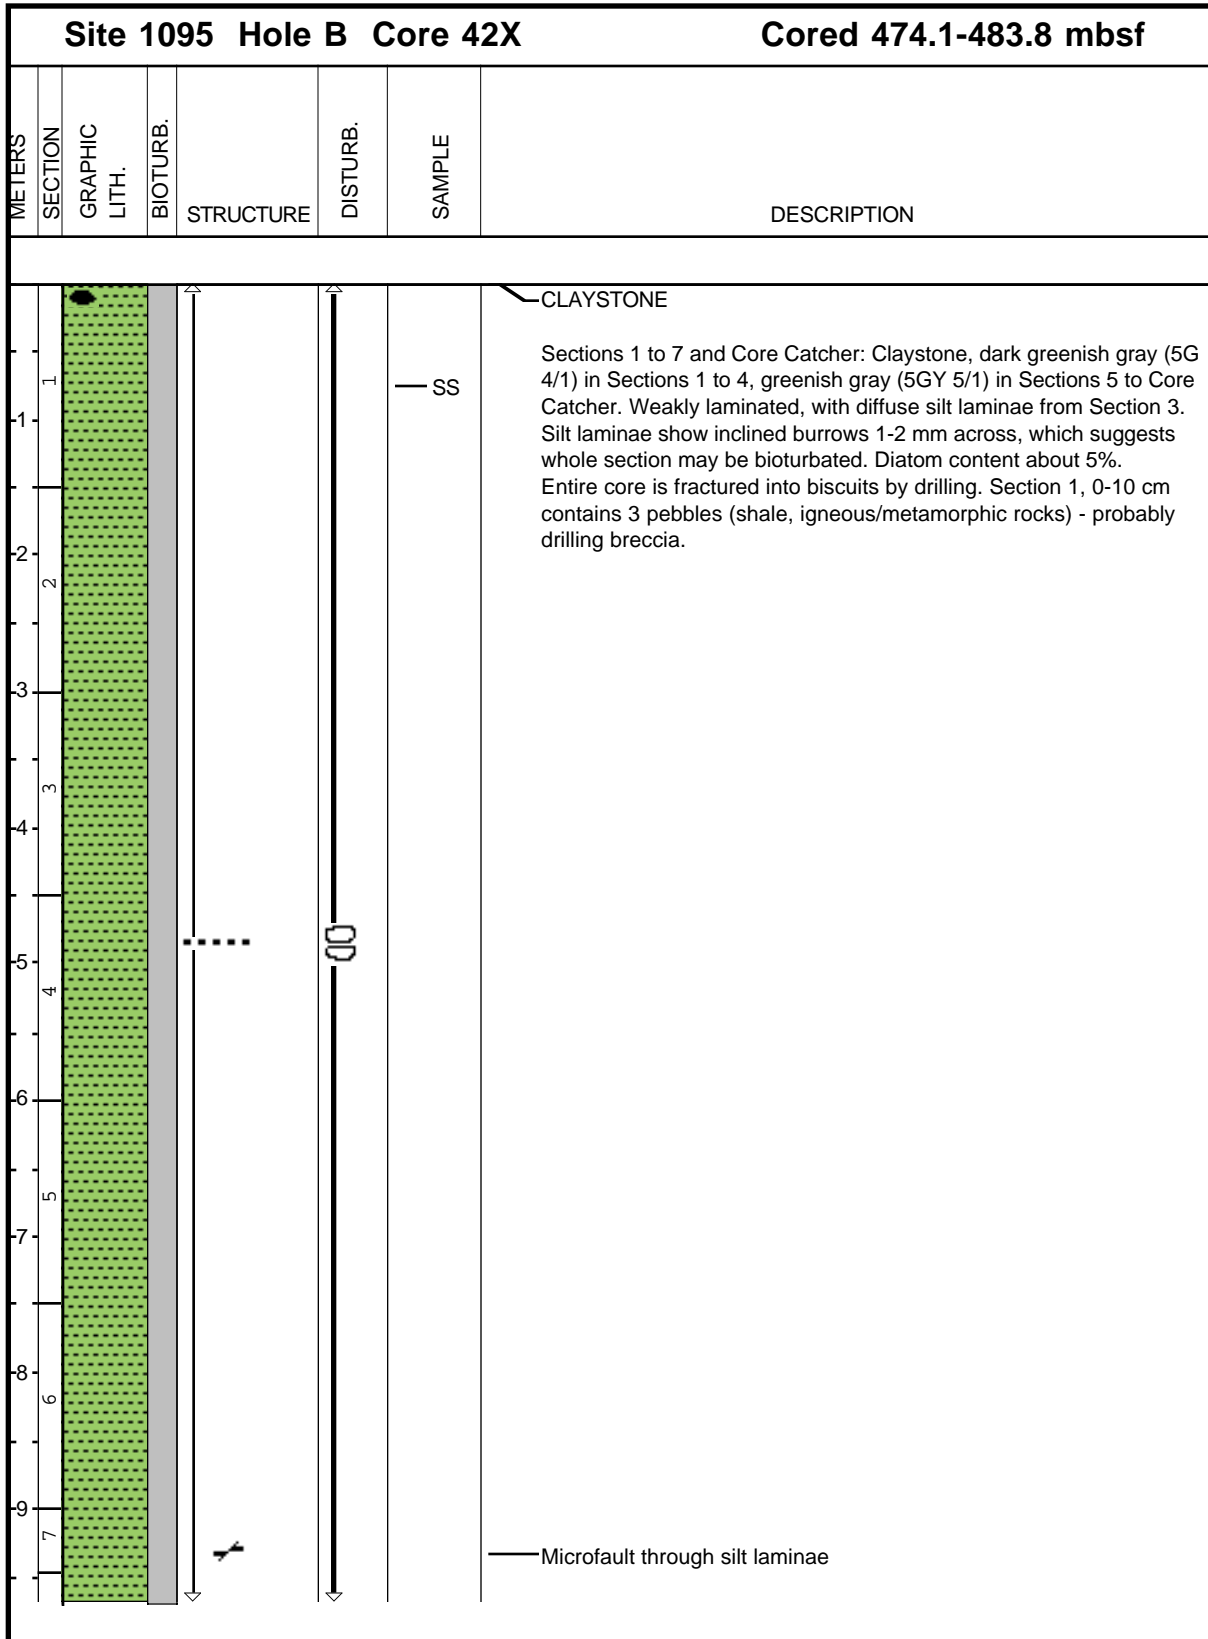 Site 1095 Hole B Core 42X Cored 474.1-483.8 mbsf
METERS
SECTION
GRAPHIC
LITH.
BIOTURB.
STRUCTURE
DISTURB.
SAMPLE
DESCRIPTION
CLAYSTONE
Sections 1 to 7 and Core Catcher: Claystone, dark greenish gray (5G
4/1) in Sections 1 to 4, greenish gray (5GY 5/1) in Sections 5 to Core
Catcher. Weakly laminated, with diffuse silt laminae from Section 3.
Silt laminae show inclined burrows 1-2 mm across, which suggests
whole section may be bioturbated. Diatom content about 5%.
Entire core is fractured into biscuits by drilling. Section 1, 0-10 cm
contains 3 pebbles (shale, igneous/metamorphic rocks) - probably
drilling breccia.
1
SS
1
2
2
3
3
4
5
4
6
5
7
8
6
9
7
Microfault through silt laminae